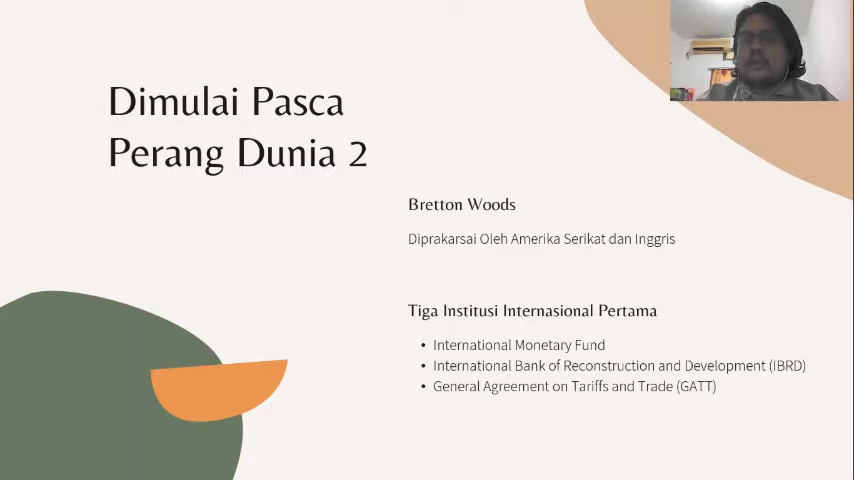 Dimulai Pasca
Perang Dunia 2
Bretton Woods
Diprakarsai Oleh Amerika Serikat dan Inggris
Tiga Institusi Internasional Pertama
• International Monetary Fund
• International Bank of Reconstruction and Development (IBRD)
• General Agreement on Tariffs and Trade (GATT)